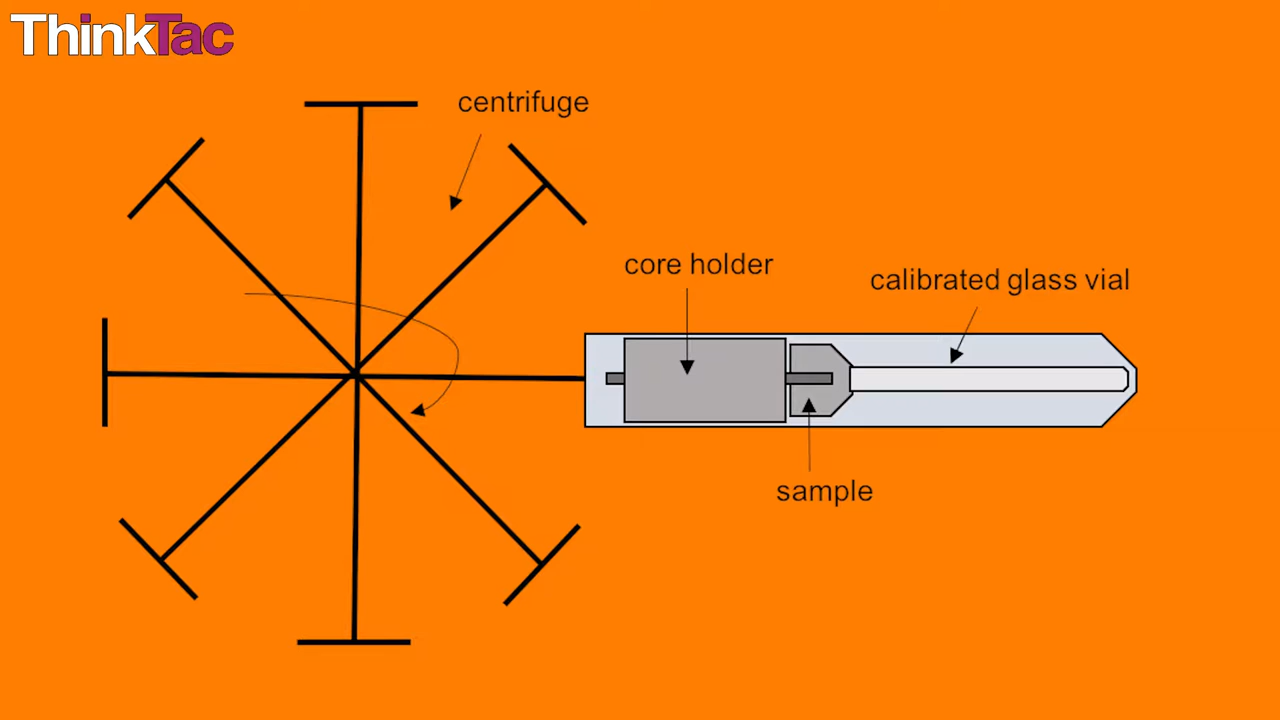 ThinkTac
centrifuge
core holder
calibrated glass vial
sample